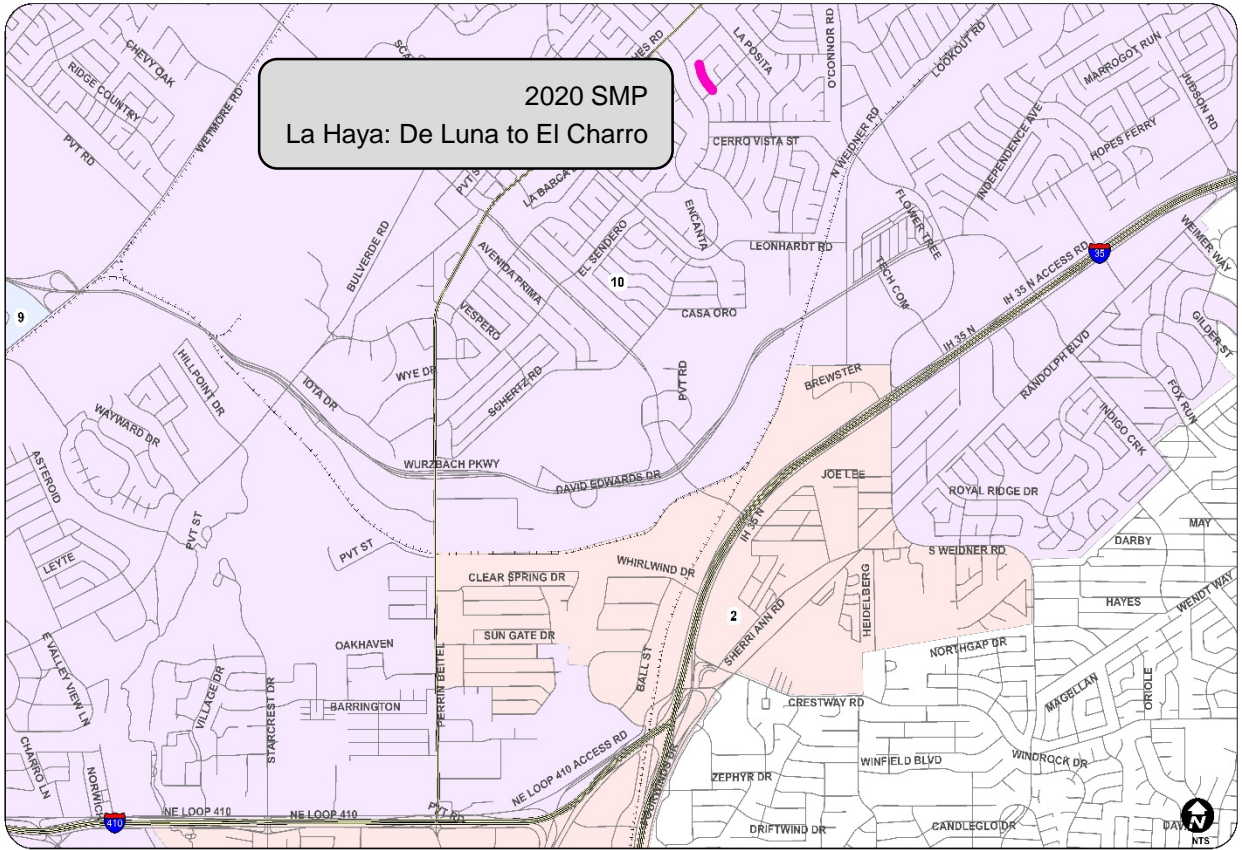 2020 SMP
La Haya: De Luna to El Charro
CHEVY OAK
RIDGE COUNTRY
PVT RD
WETMORE RD
LA POSITA
O'CONNOR RD
LOOKOUT RD
MARROGOT RUN
JUDSON RD
HOPES FERRY
INDEPENDENCE AVE
CERRO VISTA ST
N WEIDNER RD
BULVERDE RD
AVENIDA PRIMA
EL SENDERO
ENCANTA
LEONHARDT RD
FLOWER TREE
TECH COM
IH 35 N ACCESS RD
35
WEIMER WAY
10
9
VESPERO
CASA ORO
IH 35 N
GILDER ST
HILLPOINT DR
IOTA DR
WYE DR
SCHERTZ RD
PVT RD
BREWSTER
RANDOLPH BLVD
FOX RUN
WAYWARD DR
INDIGO CRK
ASTEROID
WURZBACH PKWY
DAVID EDWARDS DR
JOE LEE
ROYAL RIDGE DR
PVT ST
IH 35 N
MAY
DARBY
LEYTE
PVT ST
CLEAR SPRING DR
WHIRLWIND DR
S WEIDNER RD
HEIDELBERG
HAYES
WENDT WAY
2
SHERRI ANN RD
SUN GATE DR
OAKHAVEN
NORTHGAP DR
E VALLEY VIEW LN
VILLAGE DR
STARCREST DR
BARRINGTON
PERRIN BEITEL
BALL ST
MAGELLAN
ORIOLE
CRESTWAY RD
CHARRO LN
NORWICH
NE LOOP 410 ACCESS RD
WINFIELD BLVD
WINDROCK DR
ZEPHYR DR
410
NE LOOP 410
NE LOOP 410
PVT RD
DRIFTWIND DR
CANDLEGLO DR
N
NTS